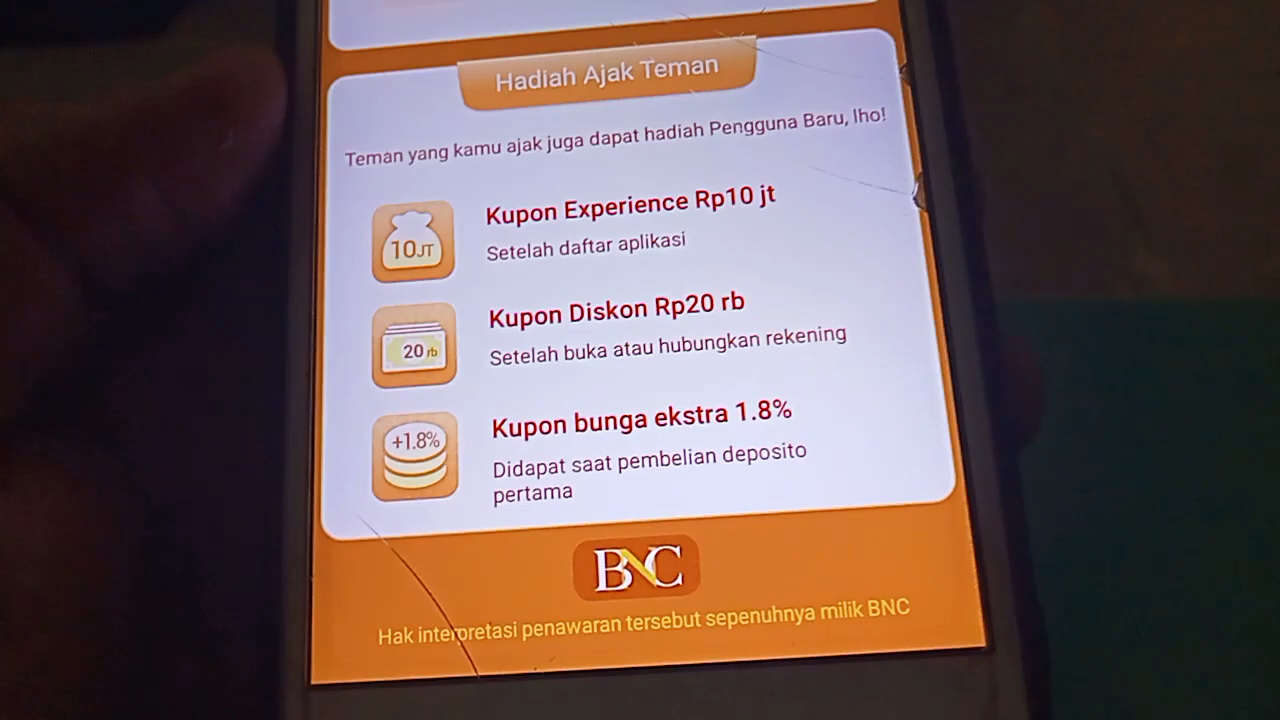 Hadiah Ajak Teman
Teman yang kamu ajak juga dapat hadiah Pengguna Baru, lho!
10JT
Kupon Experience Rp10 jt
Setelah daftar aplikasi
20 rb
Kupon Diskon Rp20 rb
Setelah buka atau hubungkan rekening
+1.8%
Kupon bunga ekstra 1.8%
Didapat saat pembelian deposito
pertama
BNC
Hak interpretasi penawaran tersebut sepenuhnya milik BNC